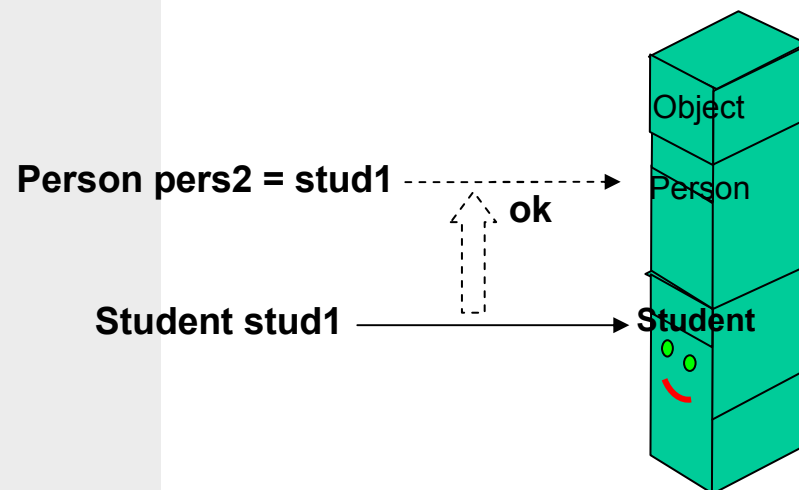 Object
Person pers2 = stud1
Person
ok
Student stud1
Student